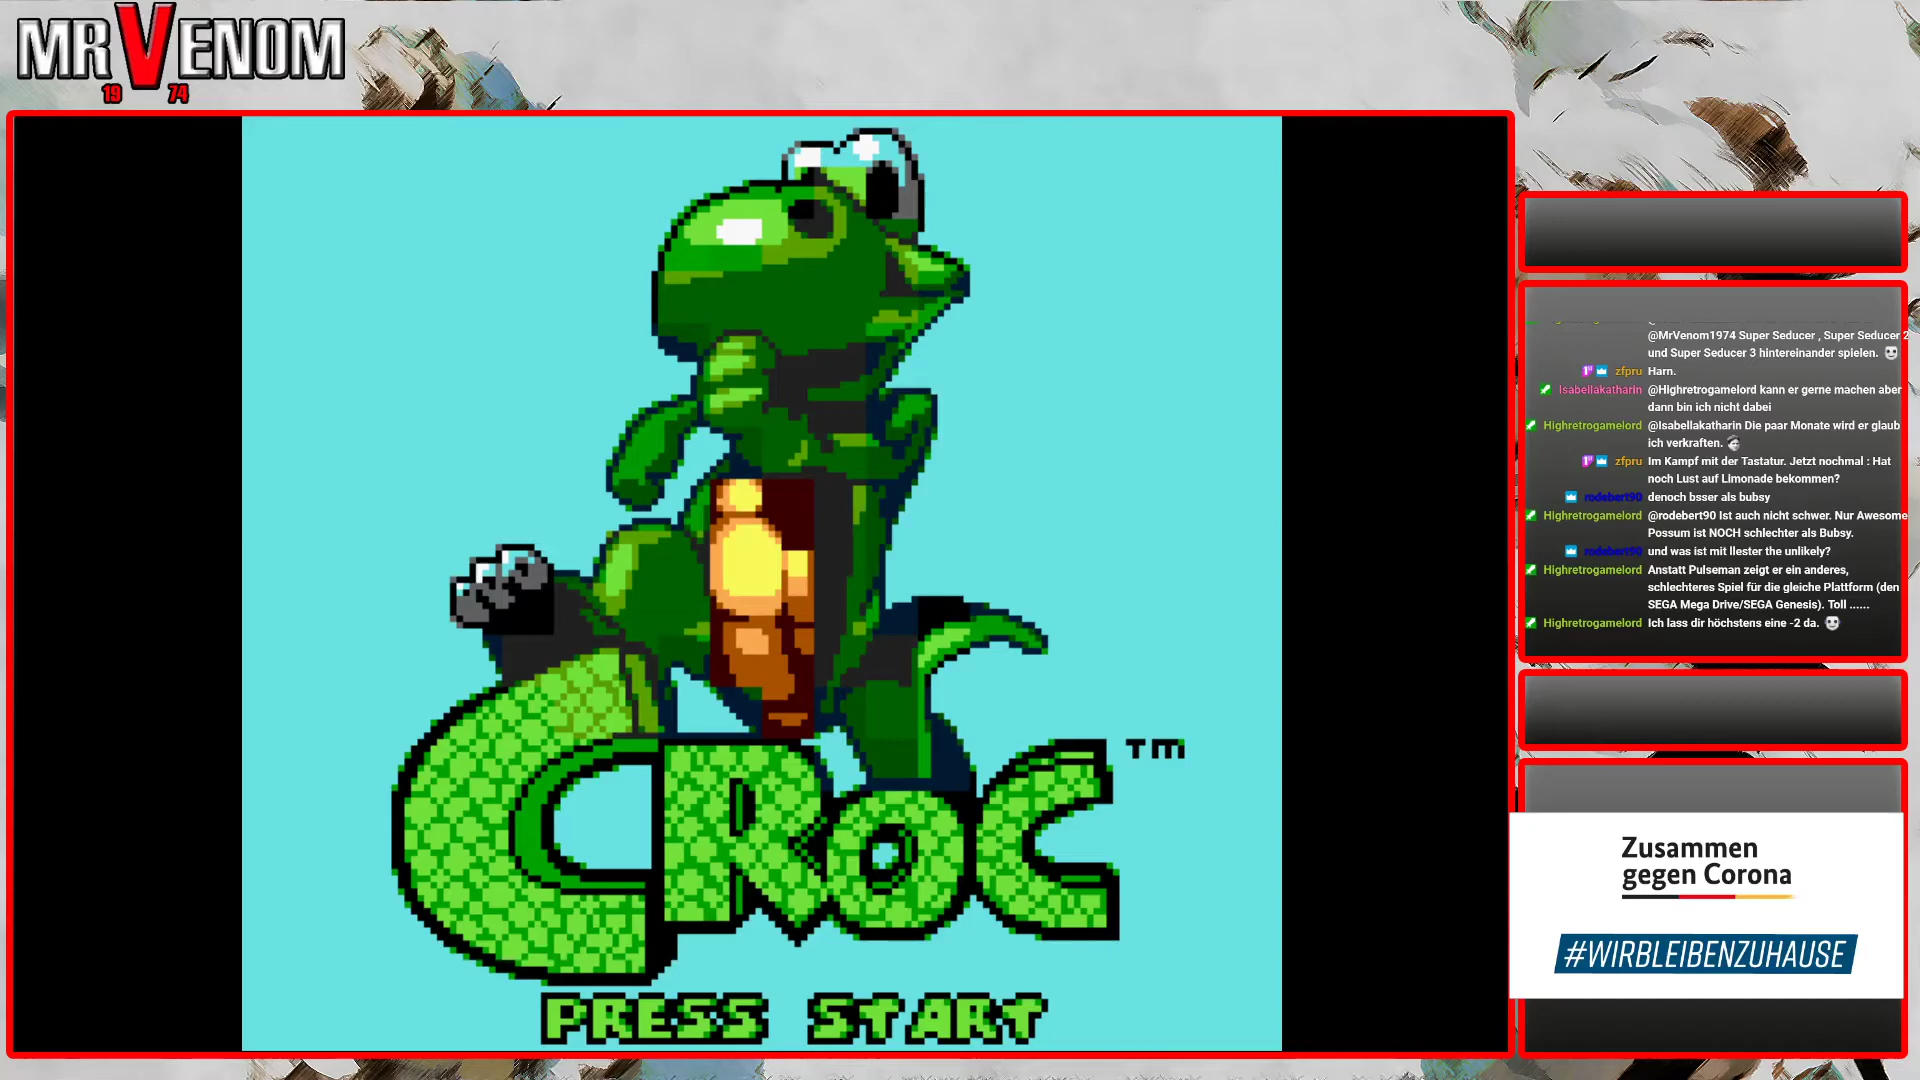 MRVENOM
19 74
CROC ™
PRESS START
@MrVenom1974 Super Seducer , Super Seducer 2
und Super Seducer 3 hintereinander spielen.
zfpru Harn.
Isabellakatharin @Highretrogamelord kann er gerne machen aber
dann bin ich nicht dabei
Highretrogamelord @Isabellakatharin Die paar Monate wird er glaub
ich verkraften.
zfpru Im Kampf mit der Tastatur. Jetzt nochmal : Hat
noch Lust auf LImonade bekommen?
rodebert90 denoch bsser als bubsy
Highretrogamelord @rodebert90 Ist auch nicht schwer. Nur Awesome
Possum ist NOCH schlechter als Bubsy.
rodebert90 und was ist mit llester the unlikely?
Highretrogamelord Anstatt Pulseman zeigt er ein anderes,
schlechteres Spiel für die gleiche Plattform (den
SEGA Mega Drive/SEGA Genesis). Toll ......
Highretrogamelord Ich lass dir höchstens eine -2 da.
Zusammen
gegen Corona
#WIRBLEIBENZUHAUSE